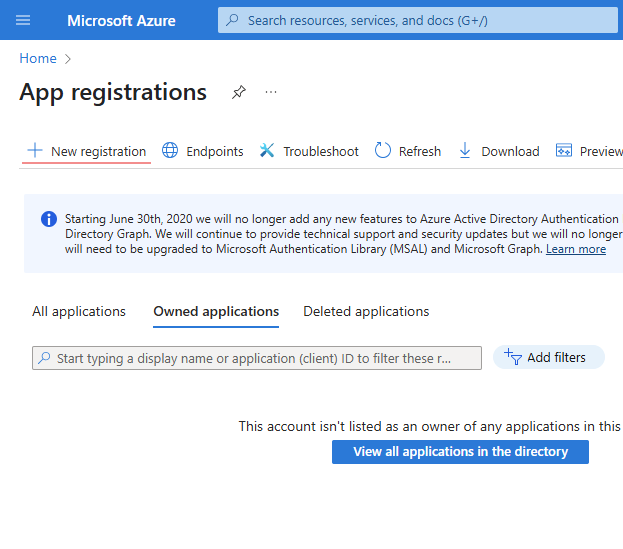 Microsoft Azure
Search resources, services, and docs (G+/)
Home
App registrations
New registration
Endpoints
Troubleshoot
Refresh
Download
Preview
Starting June 30th, 2020 we will no longer add any new features to Azure Active Directory Authentication
Directory Graph. We will continue to provide technical support and security updates but we will no longer
will need to be upgraded to Microsoft Authentication Library (MSAL) and Microsoft Graph. Learn more
All applications
Owned applications
Deleted applications
Start typing a display name or application (client) ID to filter these r...
Add filters
This account isn't listed as an owner of any applications in this
View all applications in the directory